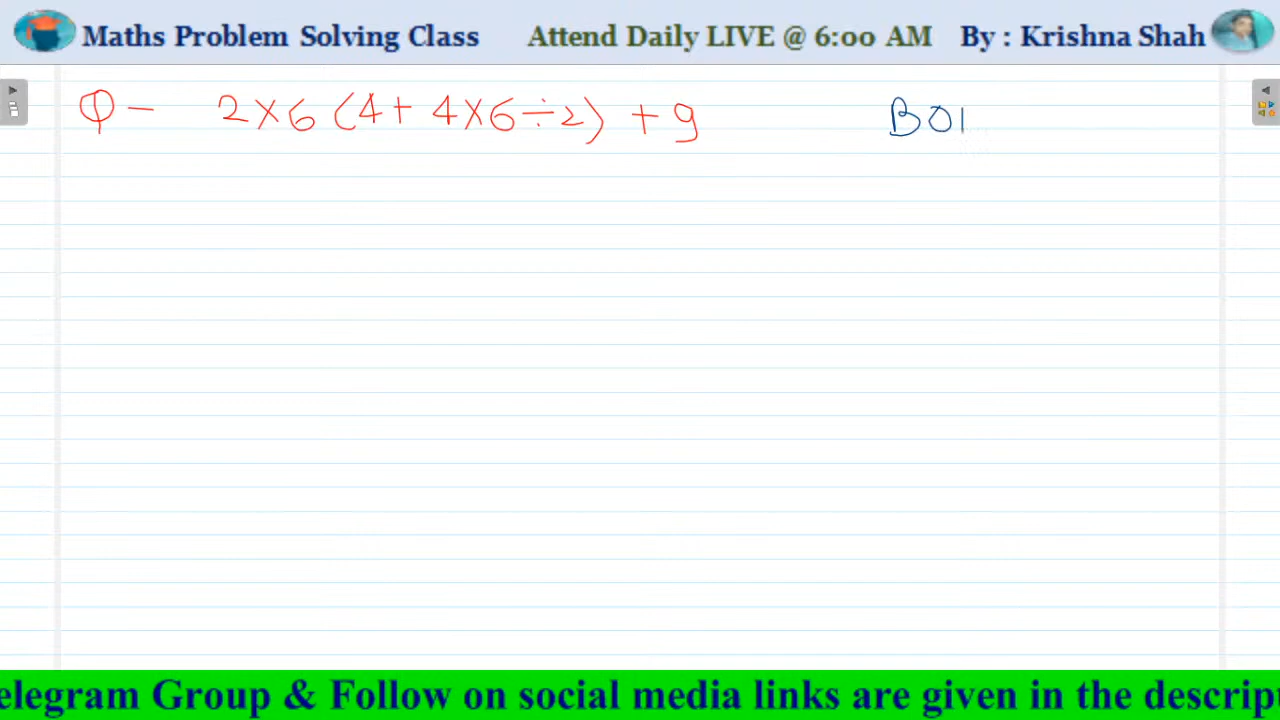 Maths Problem Solving Class Attend Daily LIVE @ 6:00 AM By : Krishna Shah
Q - 2×6 (4+ 4×6÷2) + 9 BO
elegram Group & Follow on social media links are given in the descript